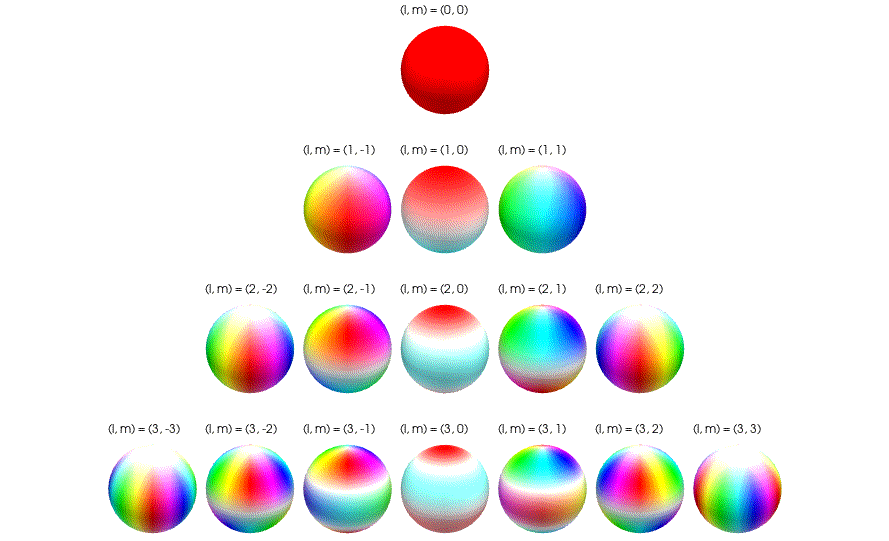 (l, m) = (0, 0)
(l, m) = (1, -1) (l, m) = (1, 0) (l, m) = (1, 1)
(l, m) = (2, -2) (l, m) = (2, -1) (l, m) = (2, 0) (l, m) = (2, 1) (l, m) = (2, 2)
(l, m) = (3, -3) (l, m) = (3, -2) (l, m) = (3, -1) (l, m) = (3, 0) (l, m) = (3, 1) (l, m) = (3, 2) (l, m) = (3, 3)